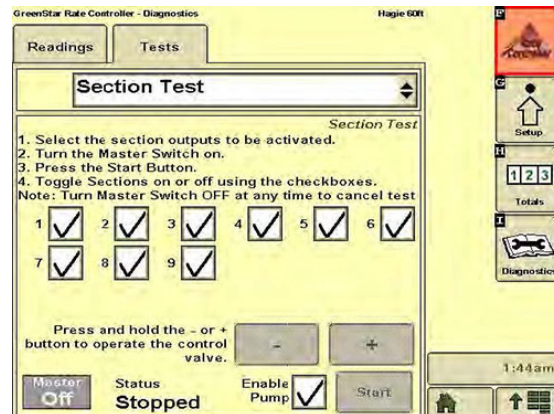 GreenStar Rate Controller - Diagnostics Hagie 60ft
F
Readings Tests
Section Test
G
Setup
Section Test
1. Select the section outputs to be activated.
2. Turn the Master Switch on.
3. Press the Start Button.
4. Toggle Sections on or off using the checkboxes.
Note: Turn Master Switch OFF at any time to cancel test
H
1 2 3
Totals
1 2 3 4 5 6
7 8 9
I
Diagnostics
Press and hold the - or +
button to operate the control
valve.
- +
1:44am
Master
Off
Status
Stopped
Enable
Pump
Start